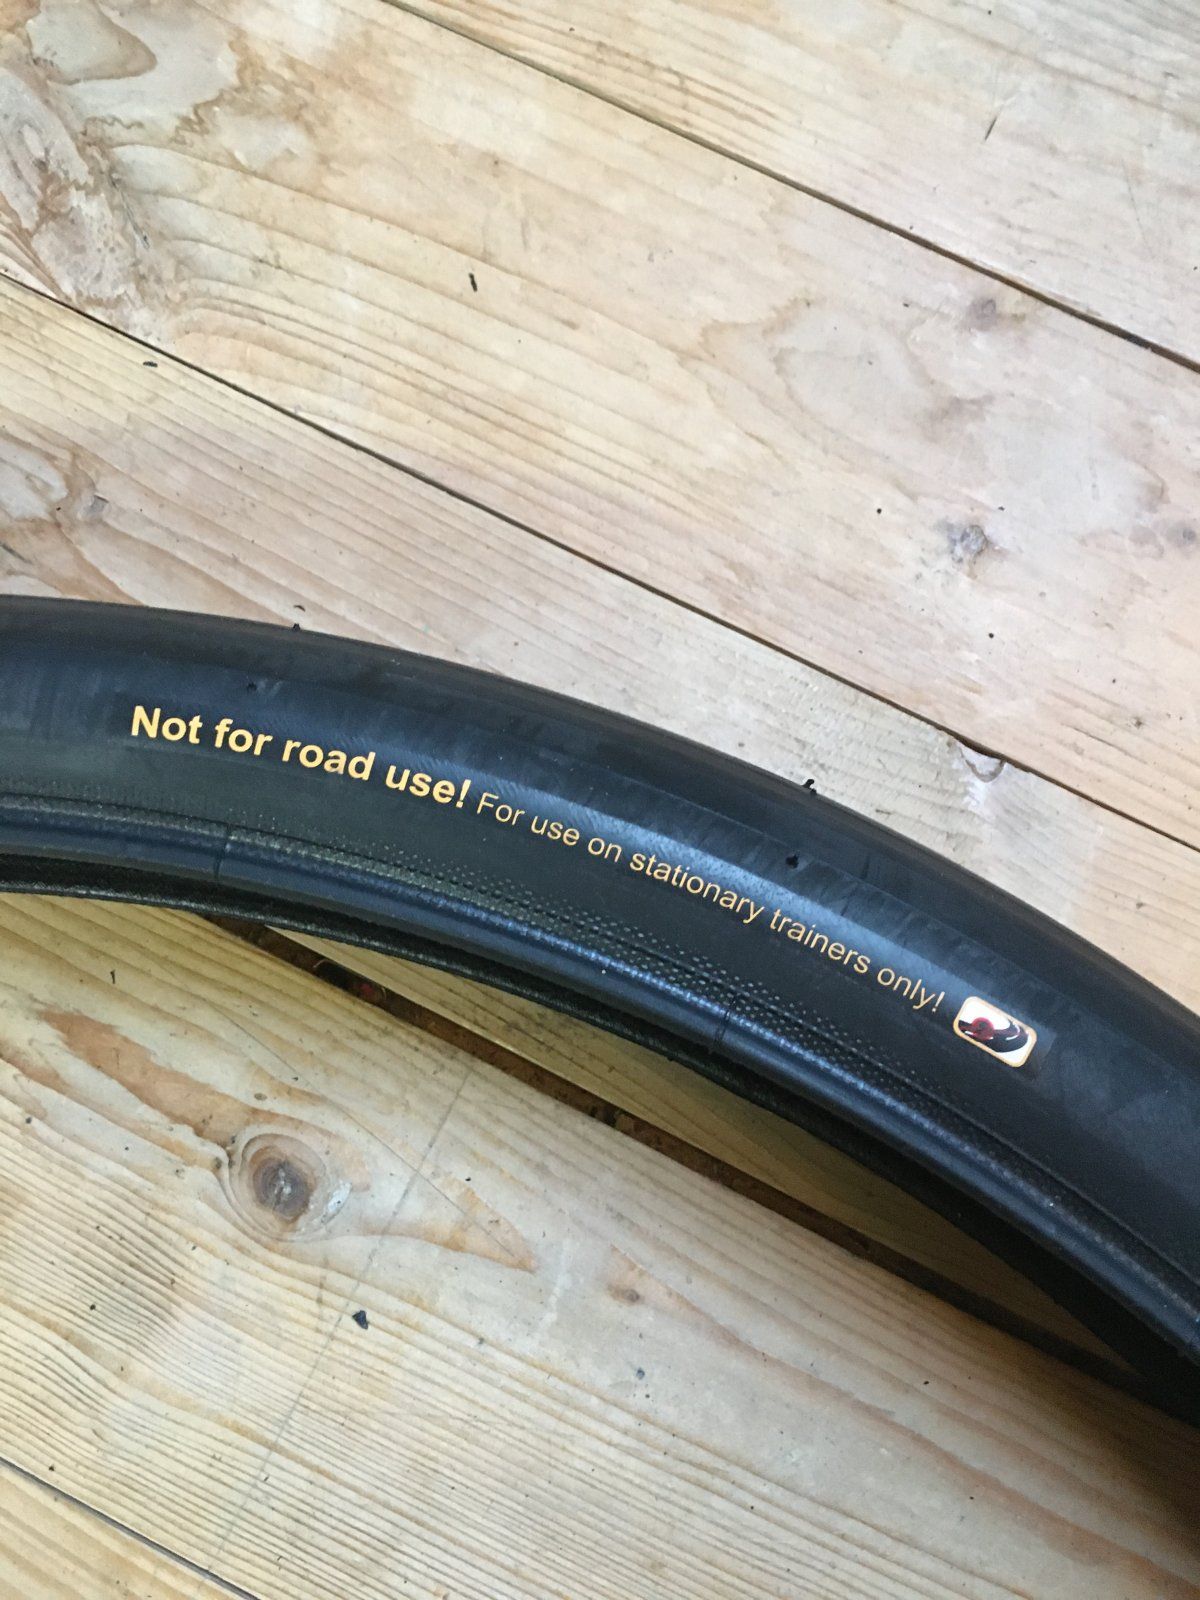 Not for road use! For use on stationary trainers only!